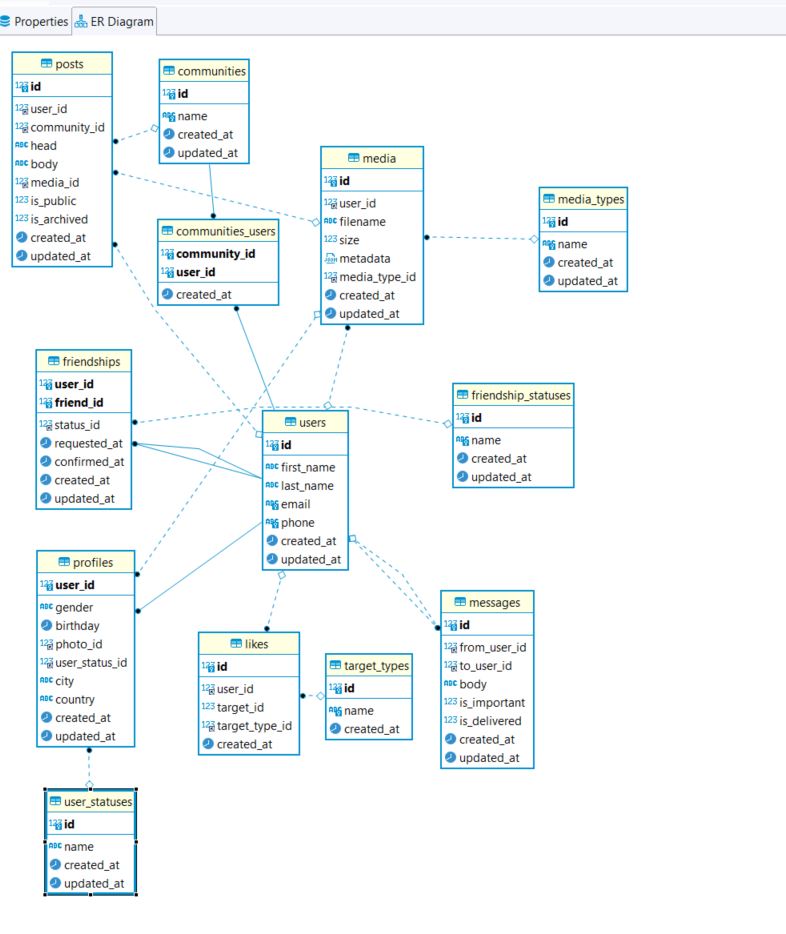 Properties
ER Diagram
posts
id
user_id
community_id
head
body
media_id
is_public
is_archived
created_at
updated_at
communities
id
name
created_at
updated_at
communities_users
community_id
user_id
created_at
media
id
user_id
filename
size
metadata
media_type_id
created_at
updated_at
media_types
id
name
created_at
updated_at
friendships
user_id
friend_id
status_id
requested_at
confirmed_at
created_at
updated_at
users
id
first_name
last_name
email
phone
created_at
updated_at
friendship_statuses
id
name
created_at
updated_at
profiles
user_id
gender
birthday
photo_id
user_status_id
city
country
created_at
updated_at
likes
id
user_id
target_id
target_type_id
created_at
target_types
id
name
created_at
messages
id
from_user_id
to_user_id
body
is_important
is_delivered
created_at
updated_at
user_statuses
id
name
created_at
updated_at